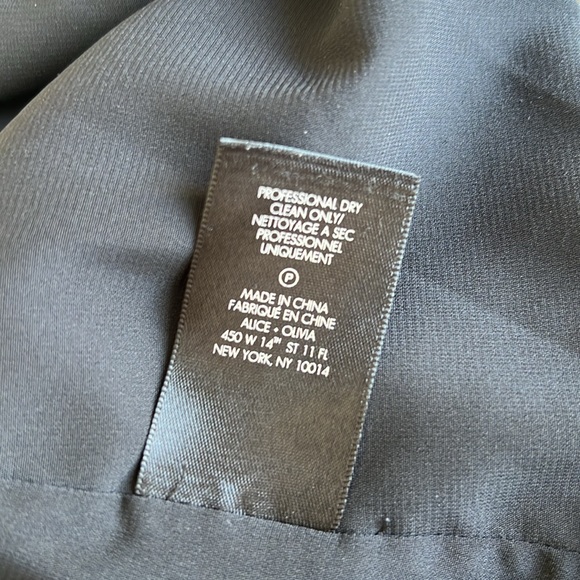 PROFESSIONAL DRY
CLEAN ONLY/
NETTOYAGE A SEC
PROFESSIONNEL
UNIQUEMENT
P
MADE IN CHINA
FABRIQUÉ EN CHINE
ALICE + OLIVIA
450 W 14TH ST 11 FL
NEW YORK, NY 10014